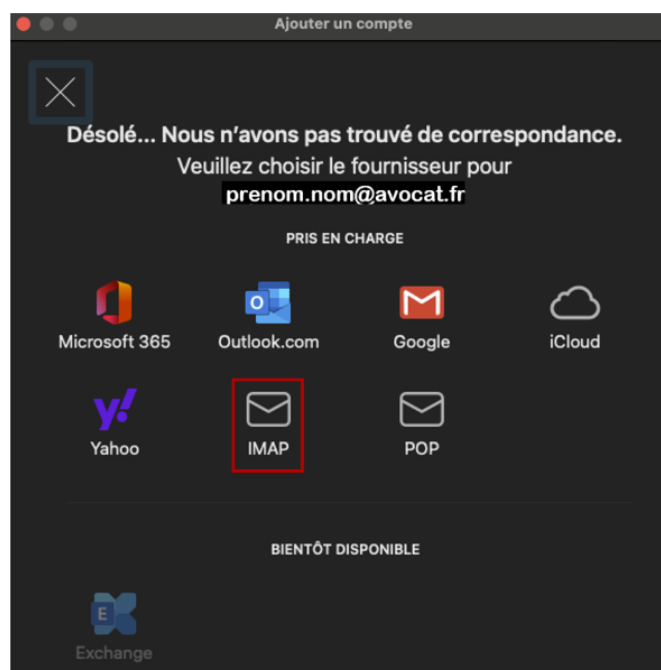 Ajouter un compte
Désolé... Nous n'avons pas trouvé de correspondance.
Veuillez choisir le fournisseur pour
prenom.nom@avocat.fr
PRIS EN CHARGE
Microsoft 365
Outlook.com
Google
iCloud
Yahoo
IMAP
POP
BIENTÔT DISPONIBLE
Exchange